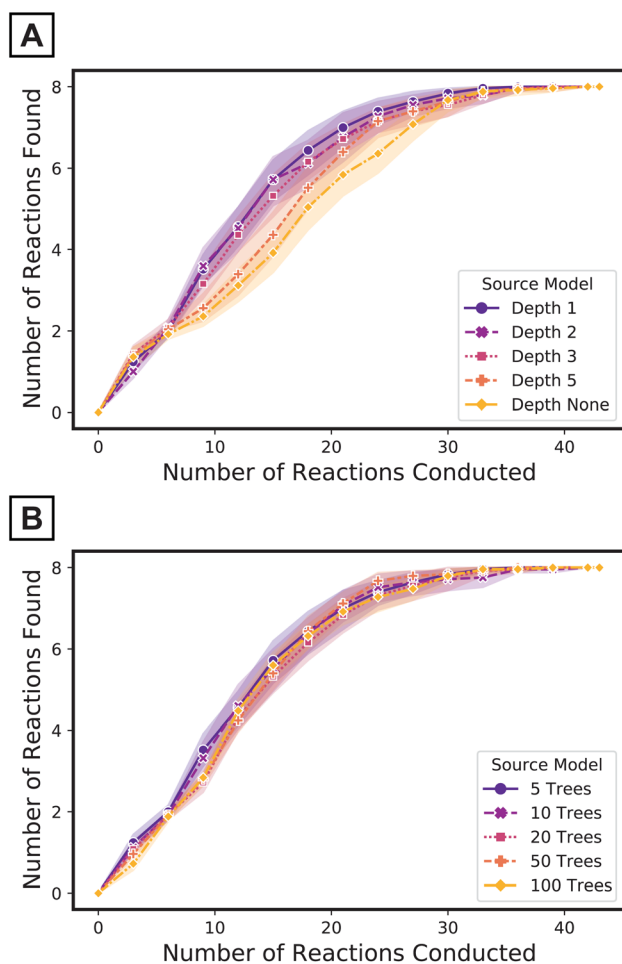 A
8
6
4
2
0
Number of Reactions Found
Source Model
Depth 1
Depth 2
Depth 3
Depth 5
Depth None
0 10 20 30 40
Number of Reactions Conducted
B
8
6
4
2
0
Number of Reactions Found
Source Model
5 Trees
10 Trees
20 Trees
50 Trees
100 Trees
0 10 20 30 40
Number of Reactions Conducted